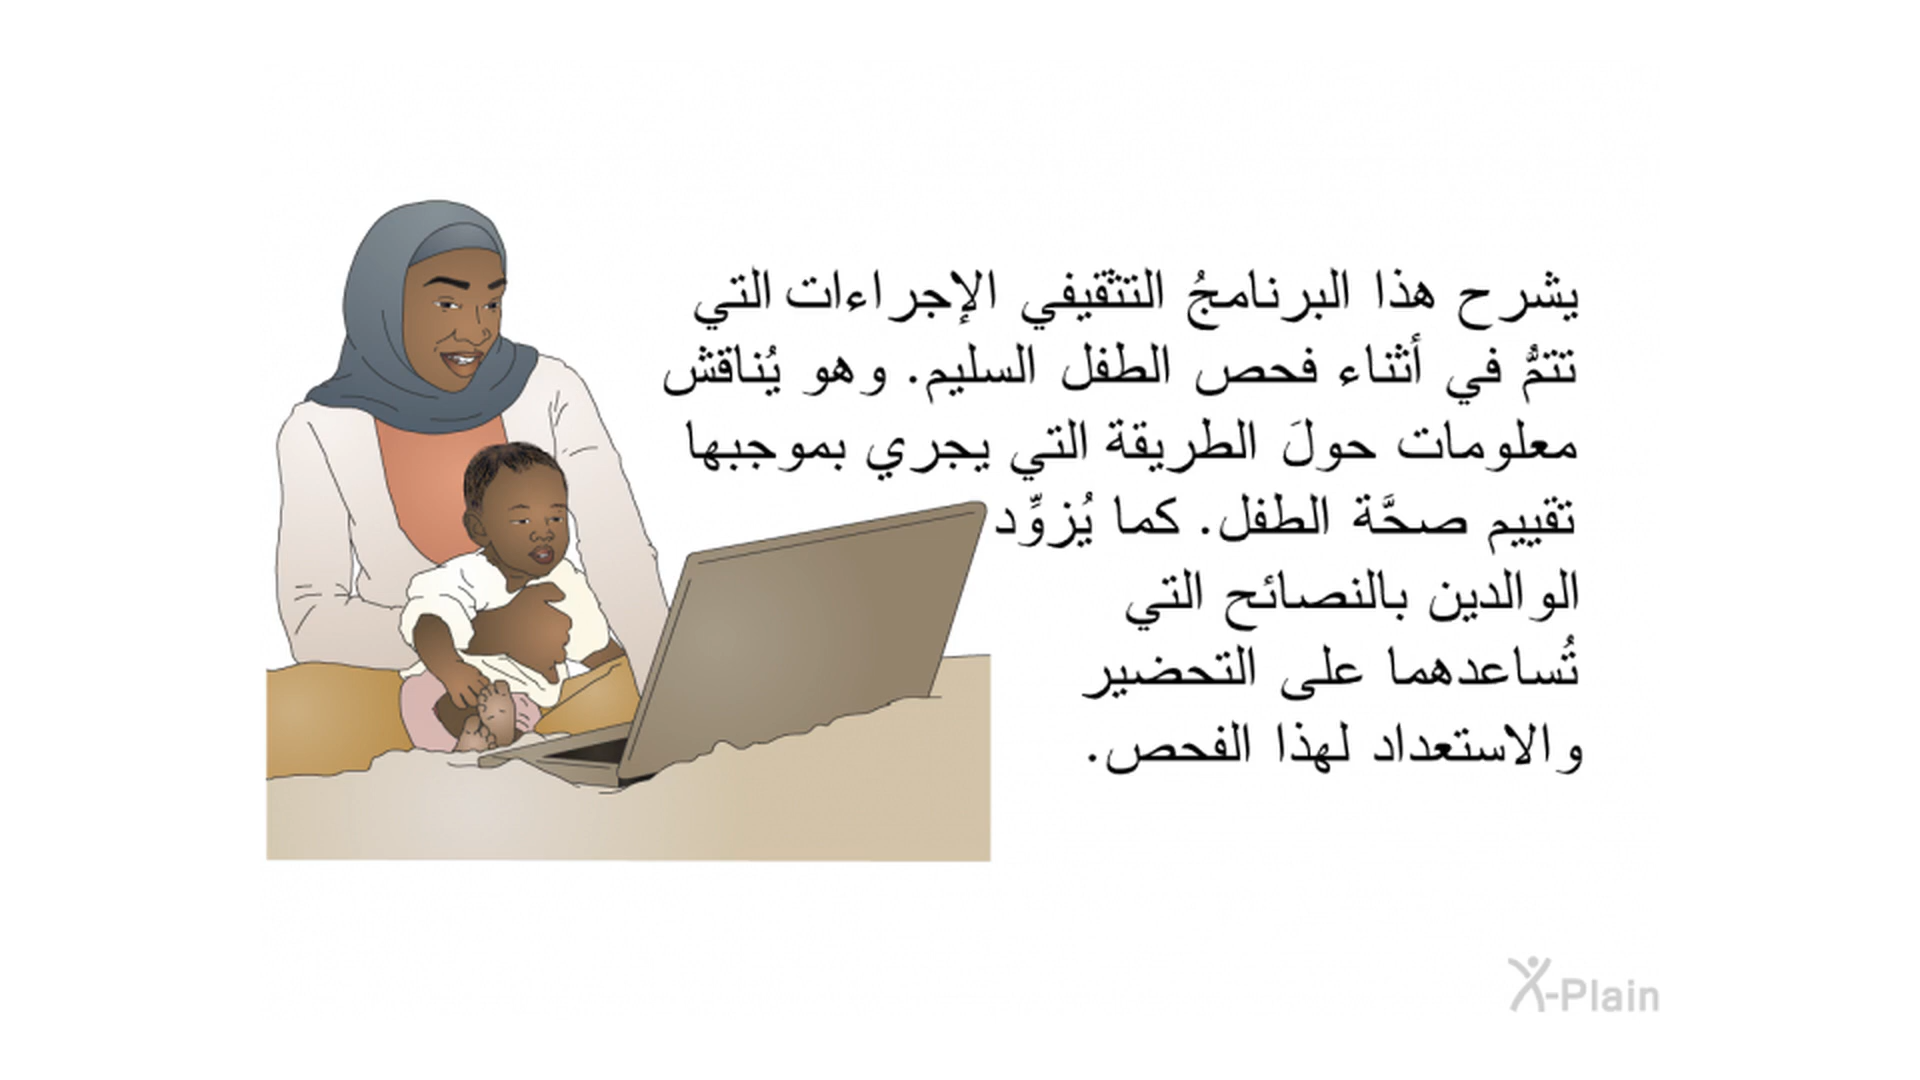 يشرح هذا البرنامجُ التثقيفي الإجراءات التي
تتمُّ في أثناء فحص الطفل السليم. وهو يُناقش
معلومات حولَ الطريقة التي يجري بموجبها
تقييم صحَّة الطفل. كما يُزوِّد
الوالدين بالنصائح التي
تُساعدهما على التحضير
والاستعداد لهذا الفحص.
X-Plain